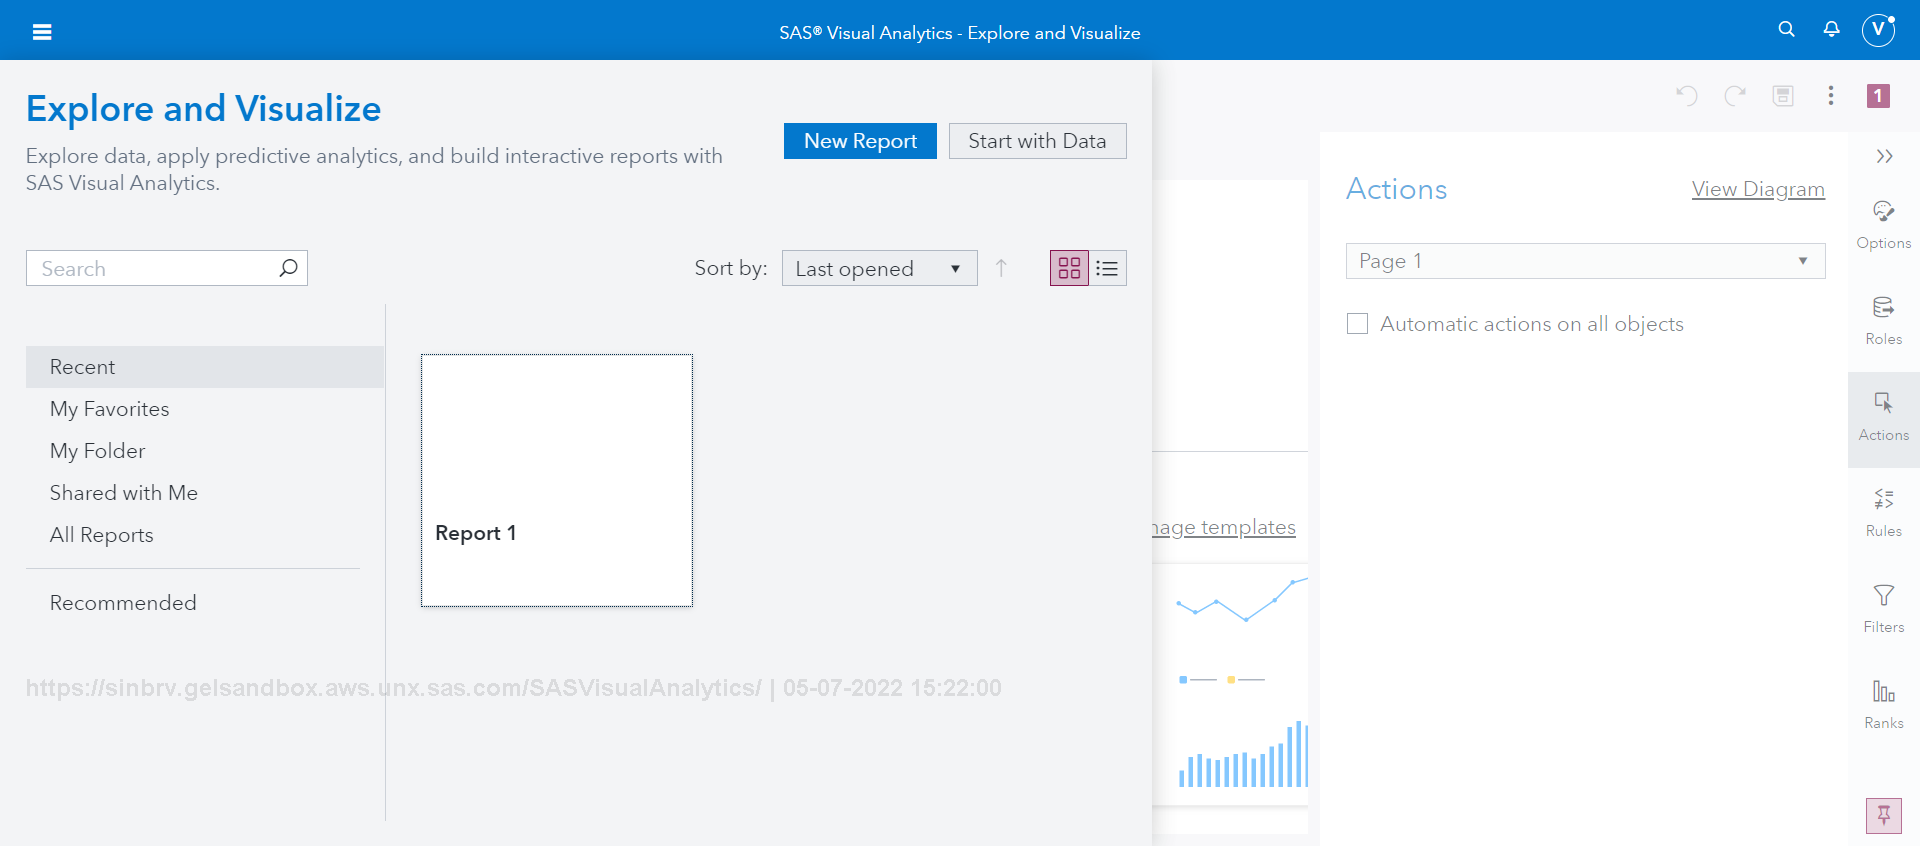 SAS® Visual Analytics - Explore and Visualize
V
Explore and Visualize
Explore data, apply predictive analytics, and build interactive reports with
SAS Visual Analytics.
New Report
Start with Data
1
Search
Sort by:
Last opened
Recent
My Favorites
My Folder
Shared with Me
All Reports
Recommended
Report 1
https://sinbrv.gelsandbox.aws.unx.sas.com/SASVisualAnalytics/ | 05-07-2022 15:22:00
templates
Actions
View Diagram
Page 1
Automatic actions on all objects
Options
Roles
Actions
Rules
Filters
Ranks